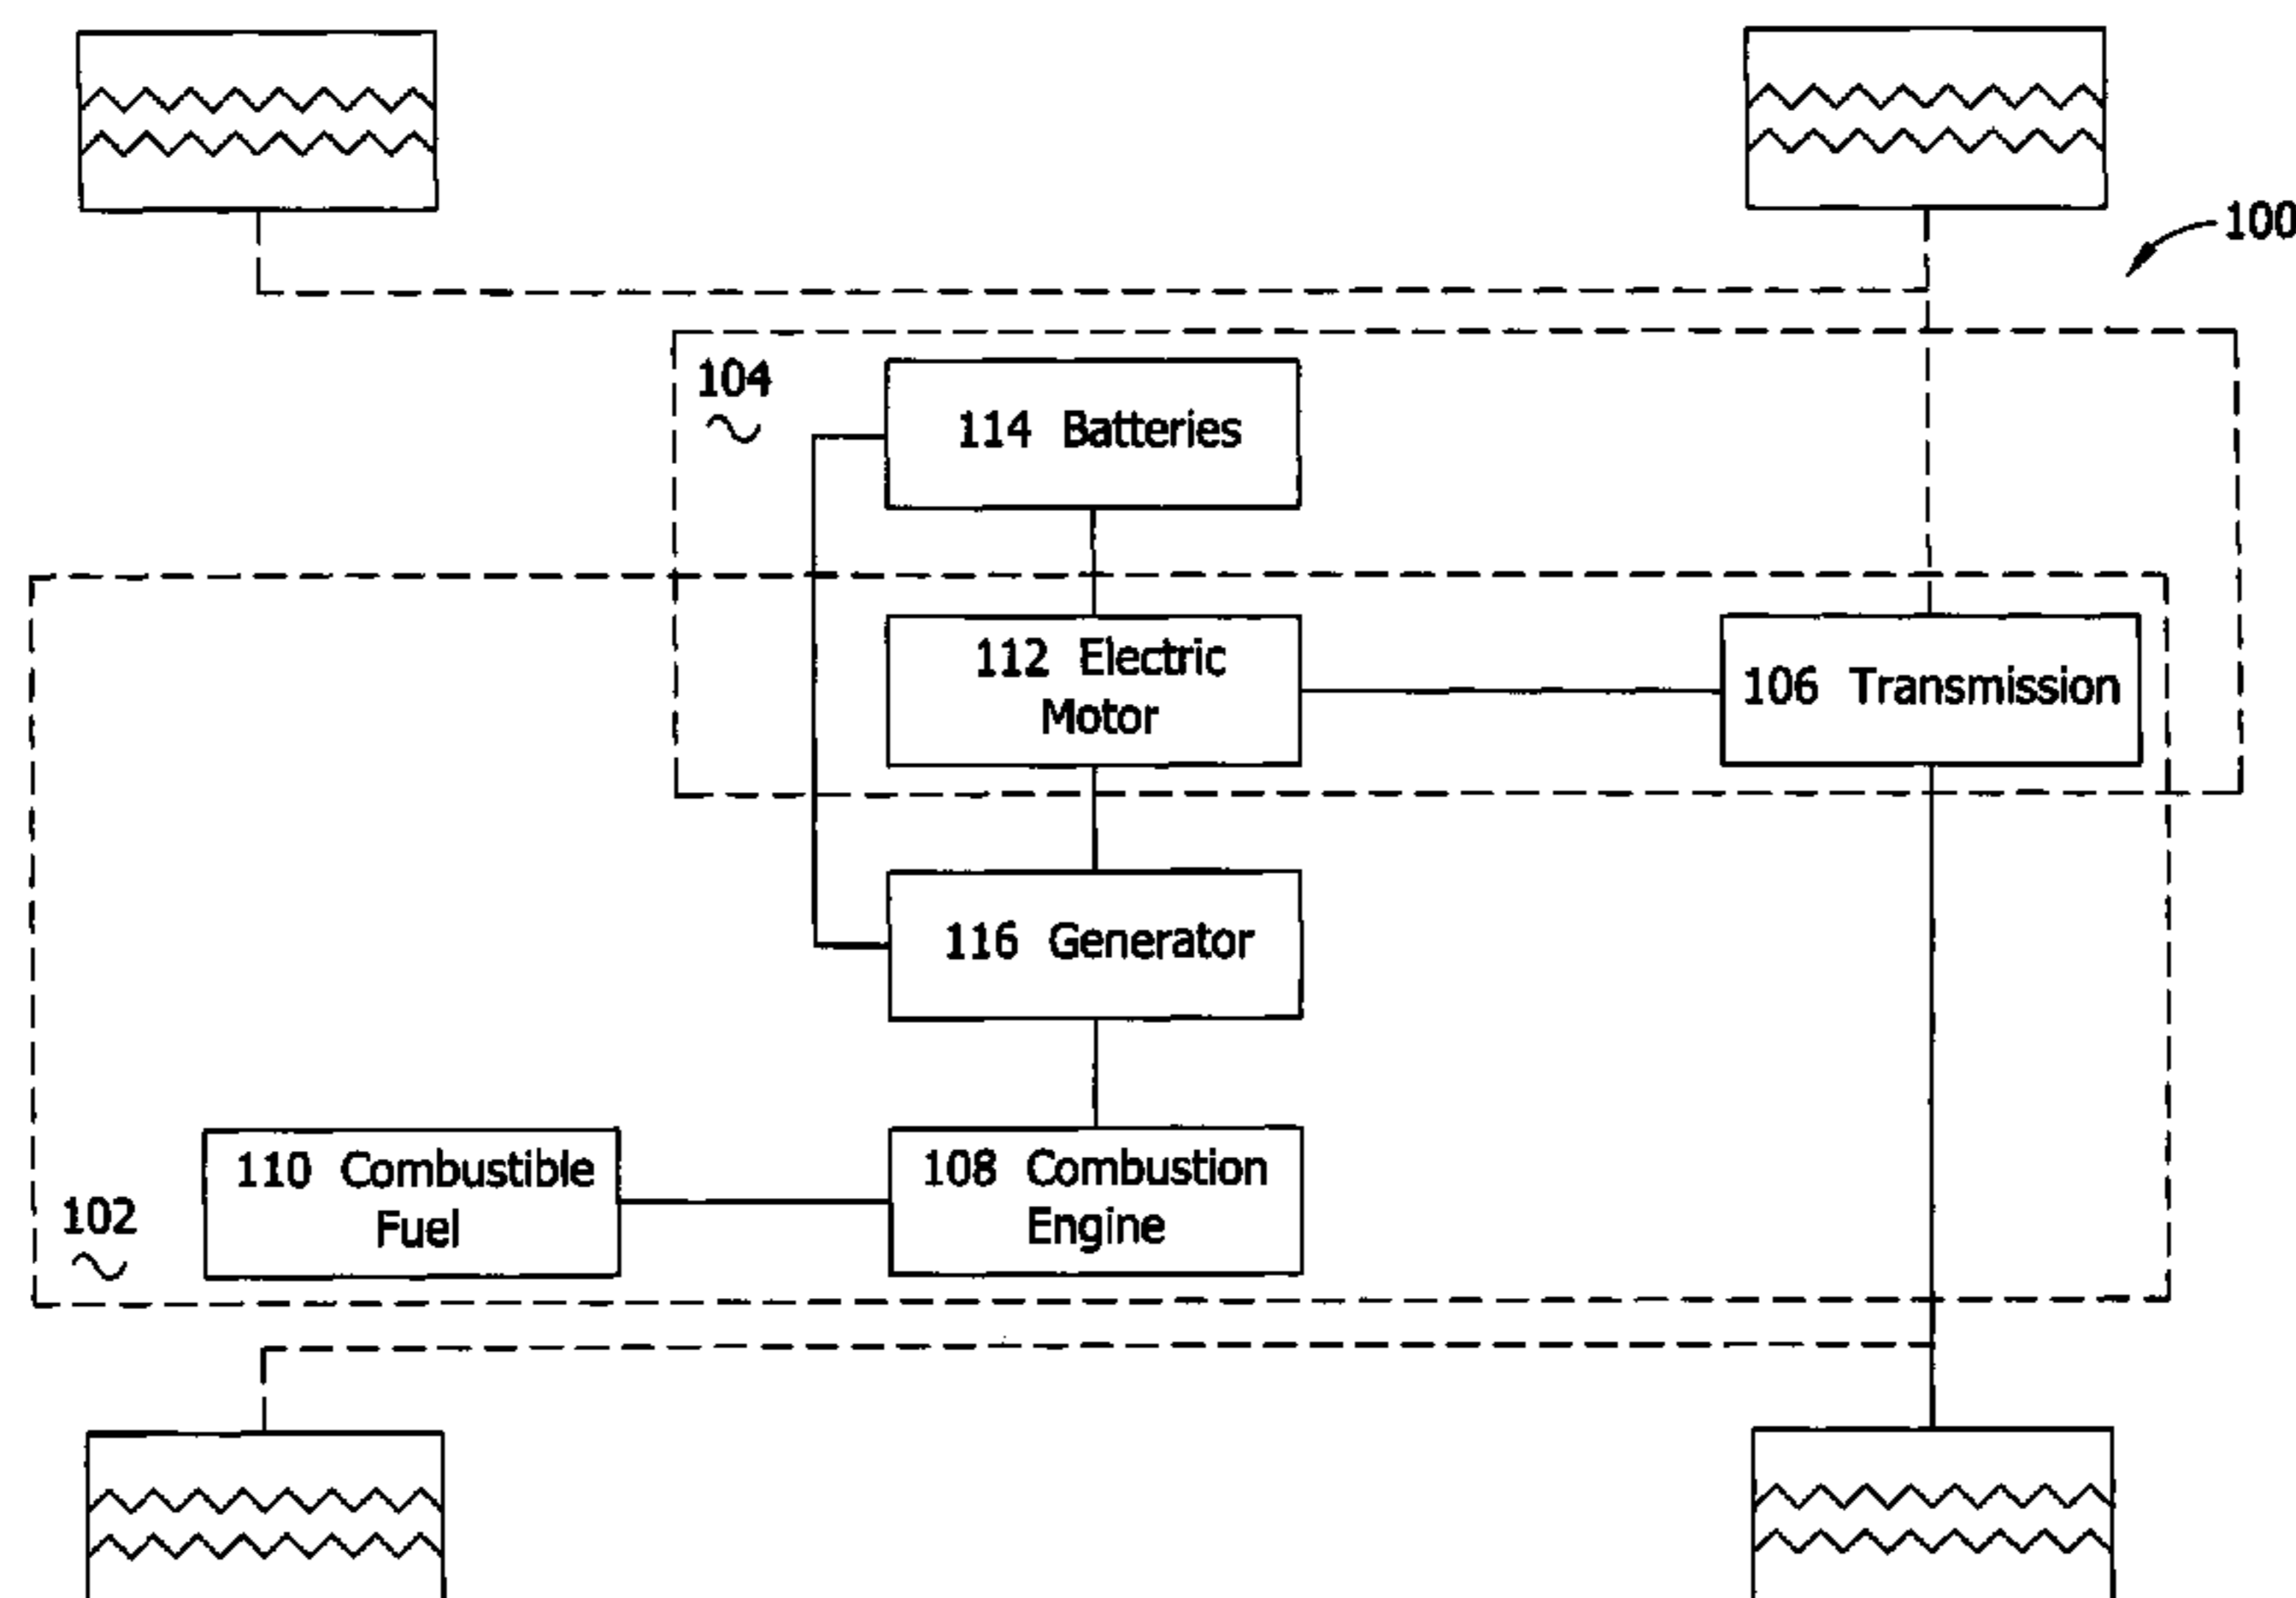 100
104
114 Batteries
112 Electric
Motor
106 Transmission
116 Generator
110 Combustible
Fuel
108 Combustion
Engine
102